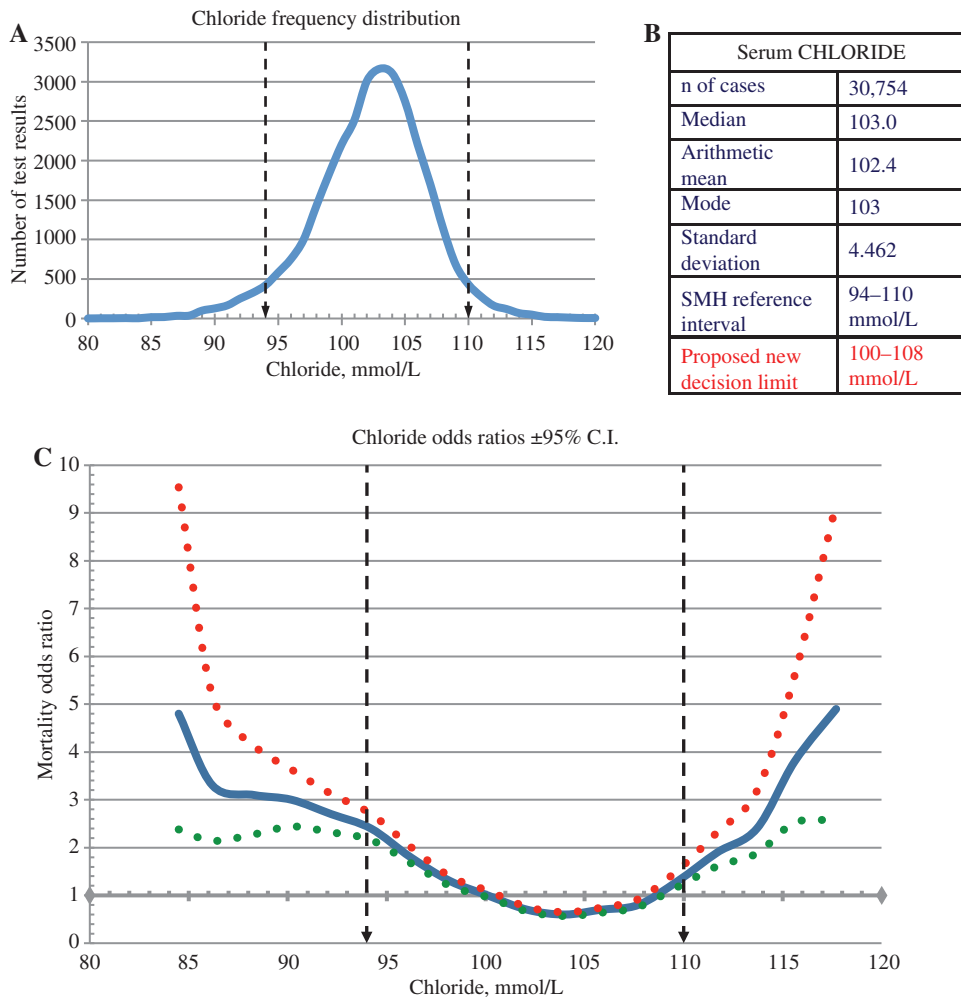 A
Chloride frequency distribution
Number of test results
3500
3000
2500
2000
1500
1000
500
0
80 85 90 95 100 105 110 115 120
Chloride, mmol/L
B
Serum CHLORIDE
n of cases 30,754
Median 103.0
Arithmetic
mean 102.4
Mode 103
Standard
deviation 4.462
SMH reference 94–110
interval mmol/L
Proposed new 100–108
decision limit mmol/L
C
Chloride odds ratios ±95% C.I.
Mortality odds ratio
10
9
8
7
6
5
4
3
2
1
0
80 85 90 95 100 105 110 115 120
Chloride, mmol/L